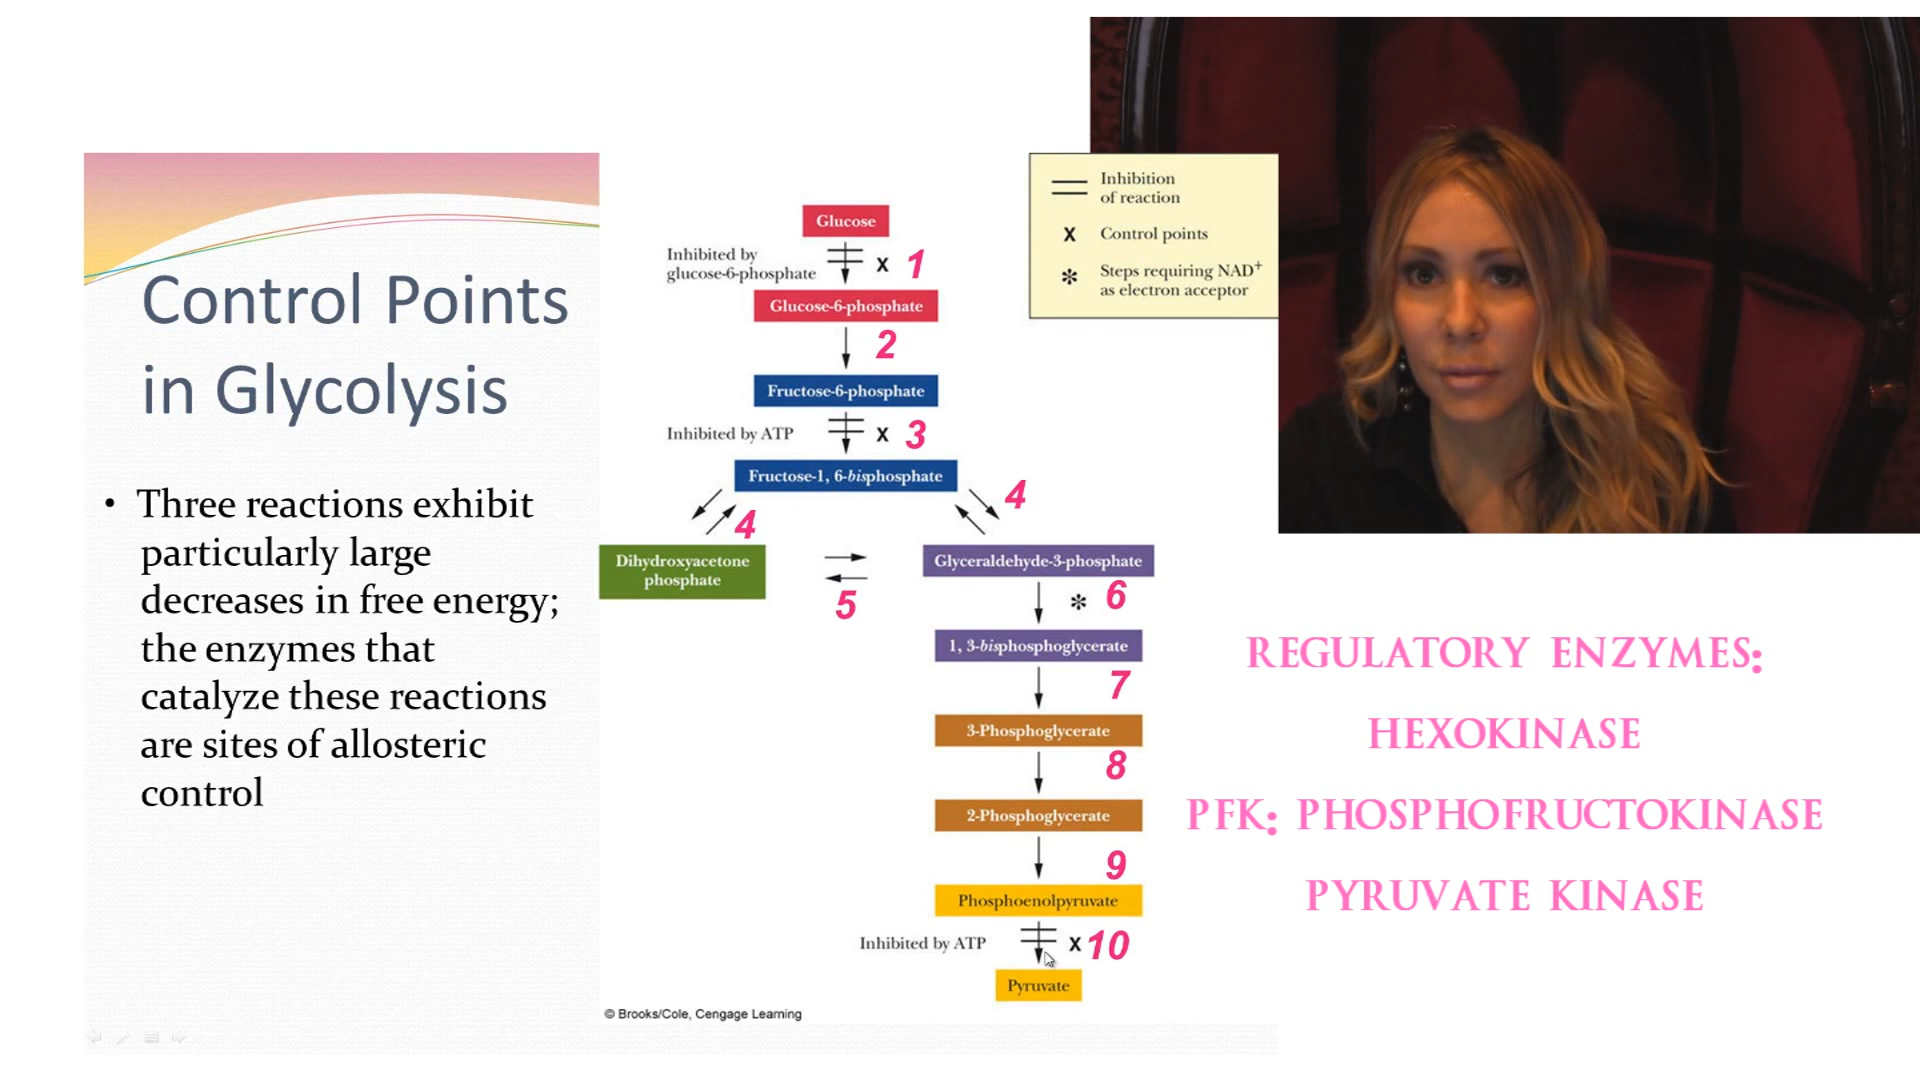 Control Points
in Glycolysis
• Three reactions exhibit
particularly large
decreases in free energy;
the enzymes that
catalyze these reactions
are sites of allosteric
control
Glucose
Inhibited by
glucose-6-phosphate
X 1
Glucose-6-phosphate
2
Fructose-6-phosphate
Inhibited by ATP
X 3
Fructose-1, 6-bisphosphate
4
4
Dihydroxyacetone
phosphate
5
Glyceraldehyde-3-phosphate
* 6
1, 3-bisphosphoglycerate
7
3-Phosphoglycerate
8
2-Phosphoglycerate
9
Phosphoenolpyruvate
Inhibited by ATP
X 10
Pyruvate
© Brooks/Cole, Cengage Learning
Inhibition
of reaction
X Control points
* Steps requiring NAD+
as electron acceptor
REGULATORY ENZYMES:
HEXOKINASE
PFK: PHOSPHOFRUCTOKINASE
PYRUVATE KINASE